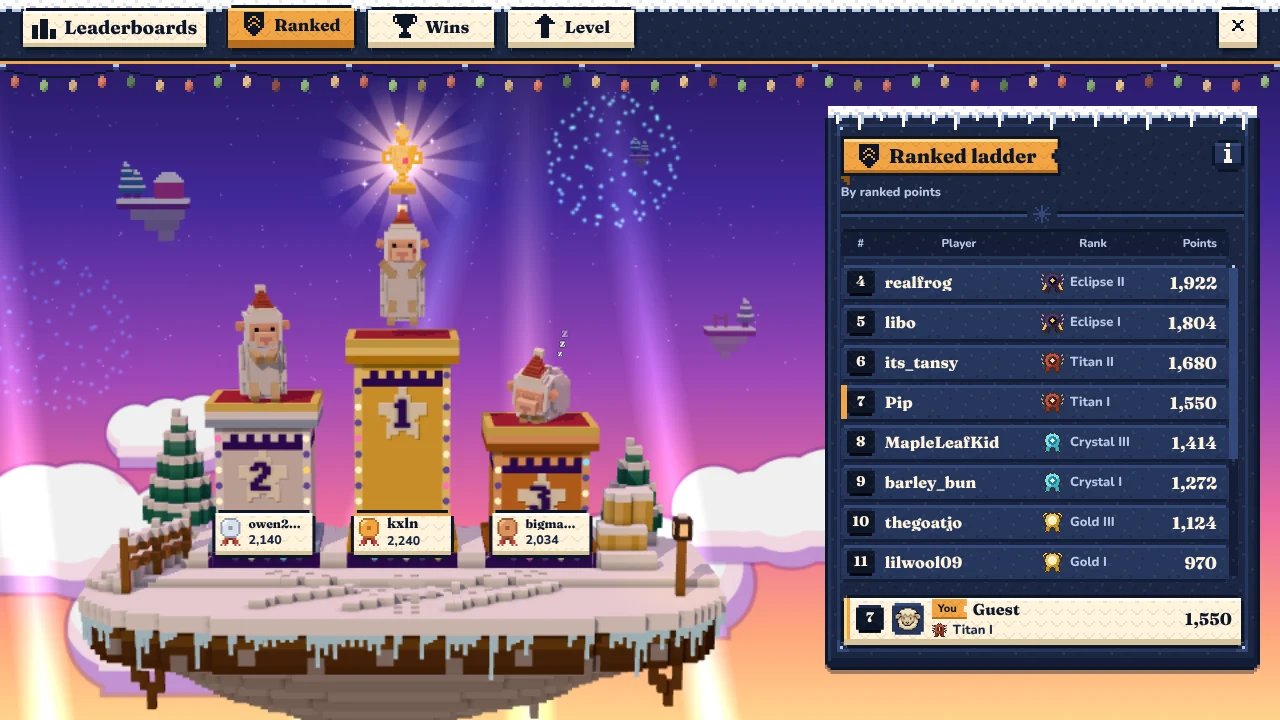 Leaderboards
Ranked
Wins
Level
Ranked ladder
i
By ranked points
# Player Rank Points
4 realfrog Eclipse II 1,922
5 libo Eclipse I 1,804
6 its_tansy Titan II 1,680
7 Pip Titan I 1,550
8 MapleLeafKid Crystal III 1,414
9 barley_bun Crystal I 1,272
10 thegoatjo Gold III 1,124
11 lilwool09 Gold I 970
7 You Guest 1,550
Titan I
z
z
z
1
2
3
owen2...
2,140
kxln
2,240
bigma...
2,034